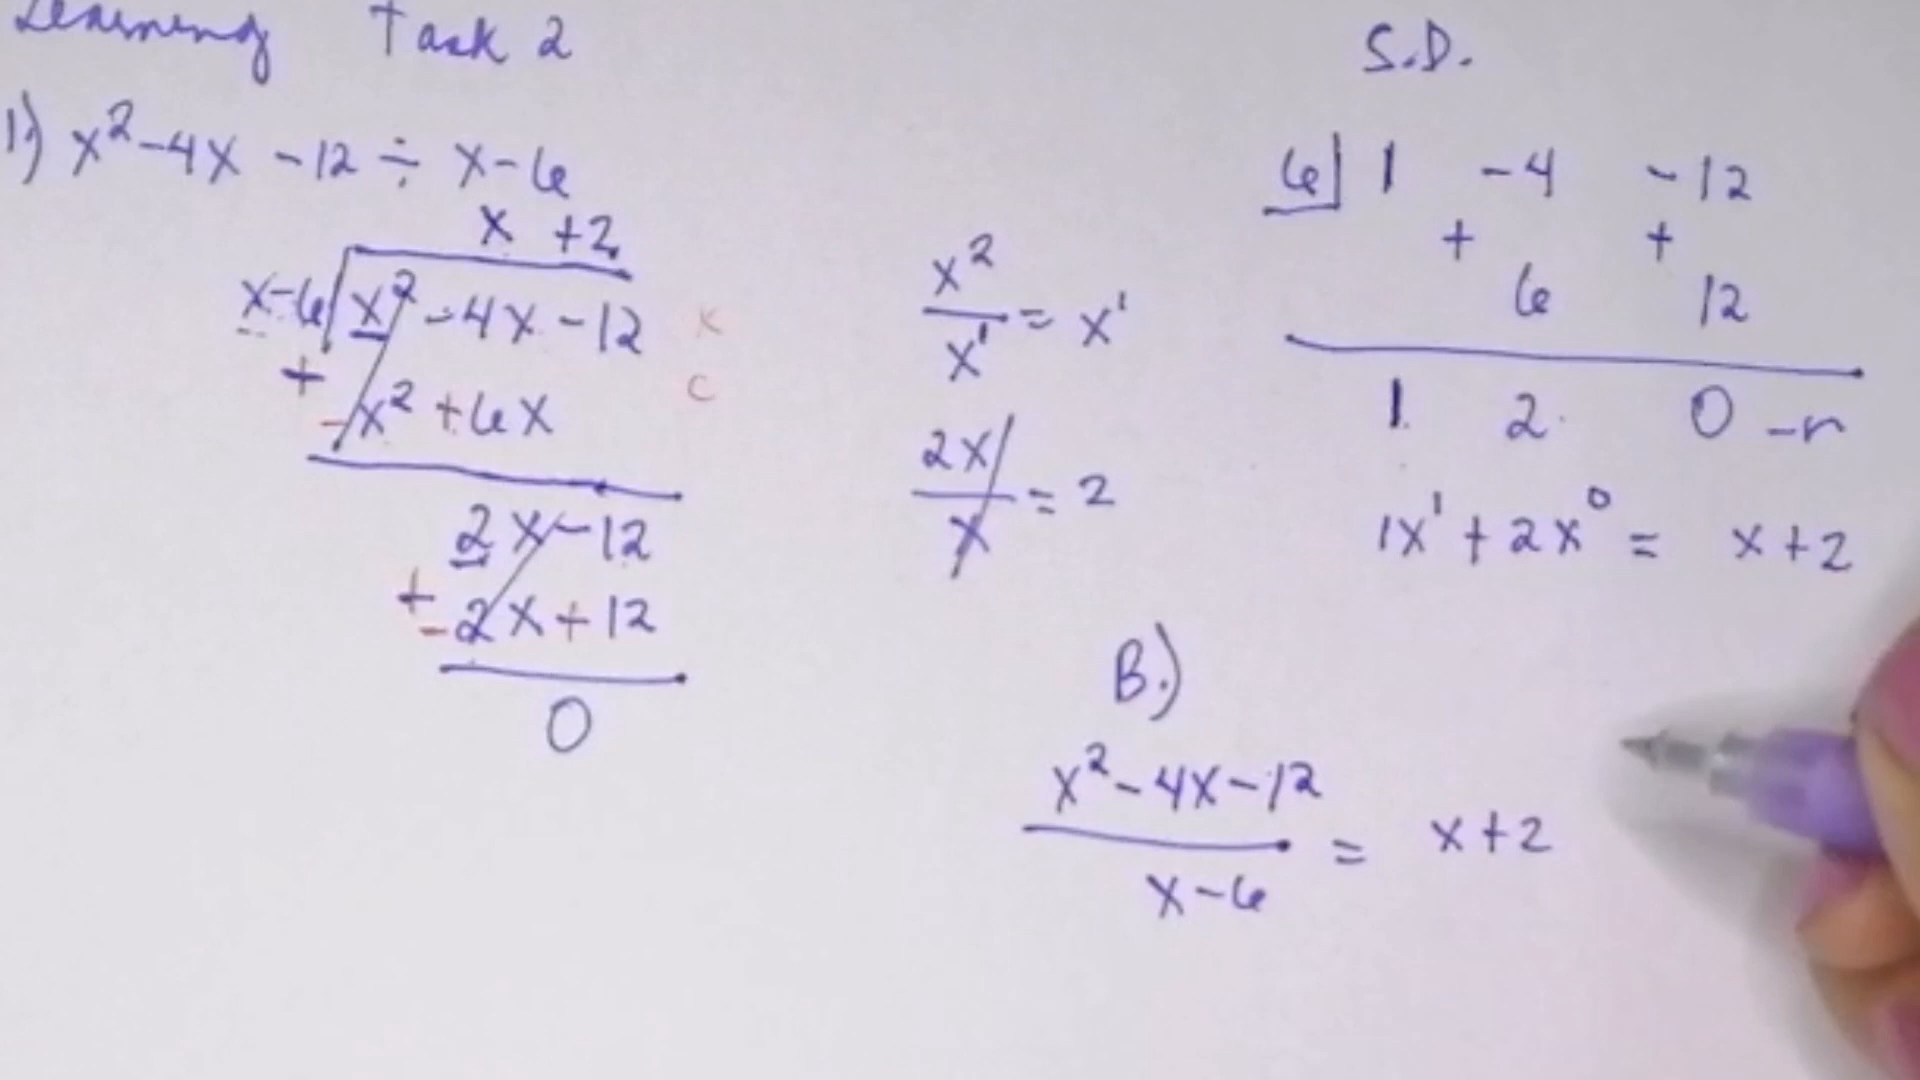 Learning Task 2
1.) x² - 4x - 12 ÷ x - 6
x + 2
x - 6 | x² - 4x - 12 K
+ C
- x² + 6x
2x - 12
+
- 2x + 12
0
x² / x¹ = x¹
2x / x = 2
S.D.
6 | 1 -4 -12
+ +
6 12
1 2 0 - r
1x¹ + 2x⁰ = x + 2
B.)
x² - 4x - 12 / x - 6 = x + 2